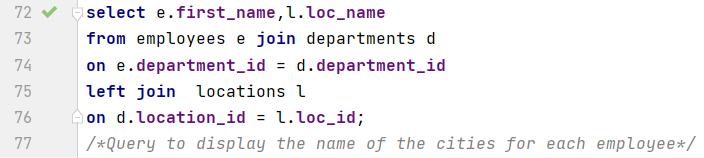 72 select e.first_name,l.loc_name
73 from employees e join departments d
74 on e.department_id = d.department_id
75 left join  locations l
76 on d.location_id = l.loc_id;
77 /*Query to display the name of the cities for each employee*/